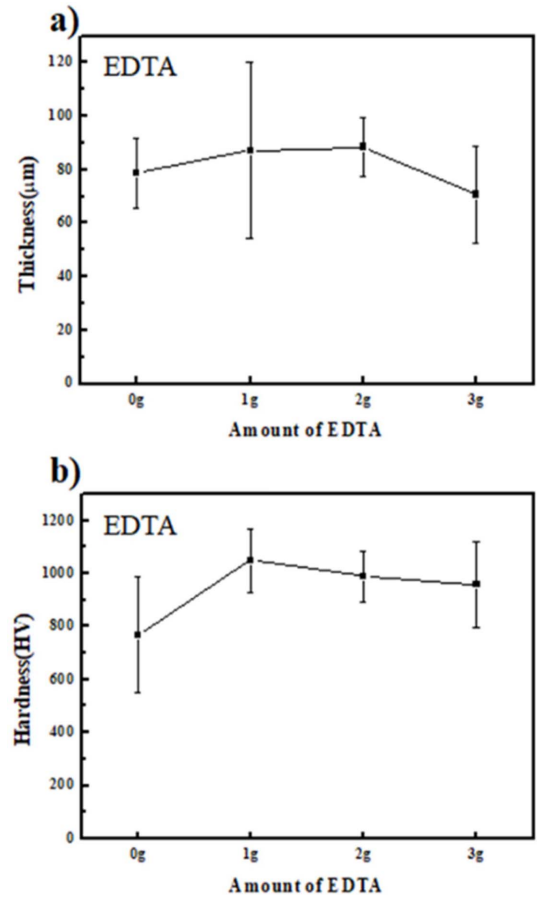 a)
EDTA
120
100
80
60
40
20
0
Thickness(μm)
0g 1g 2g 3g
Amount of EDTA
b)
EDTA
1200
1000
800
600
400
200
0
Hardness(HV)
0g 1g 2g 3g
Amount of EDTA